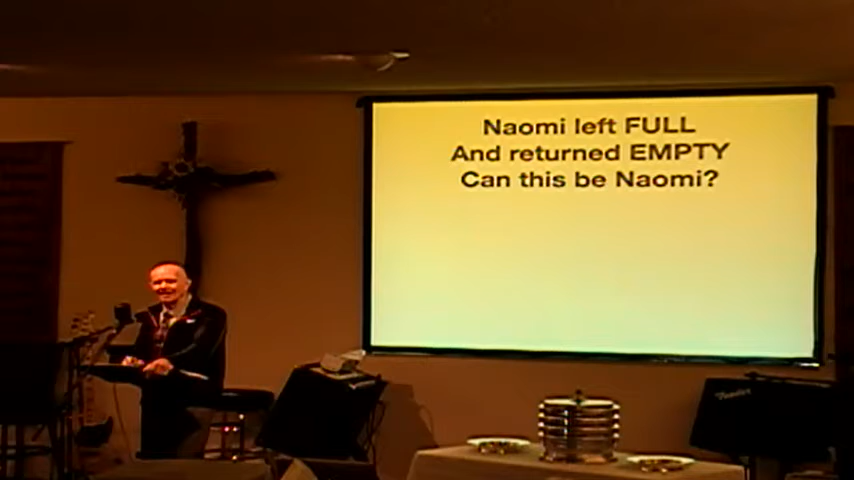 Naomi left FULL
And returned EMPTY
Can this be Naomi?